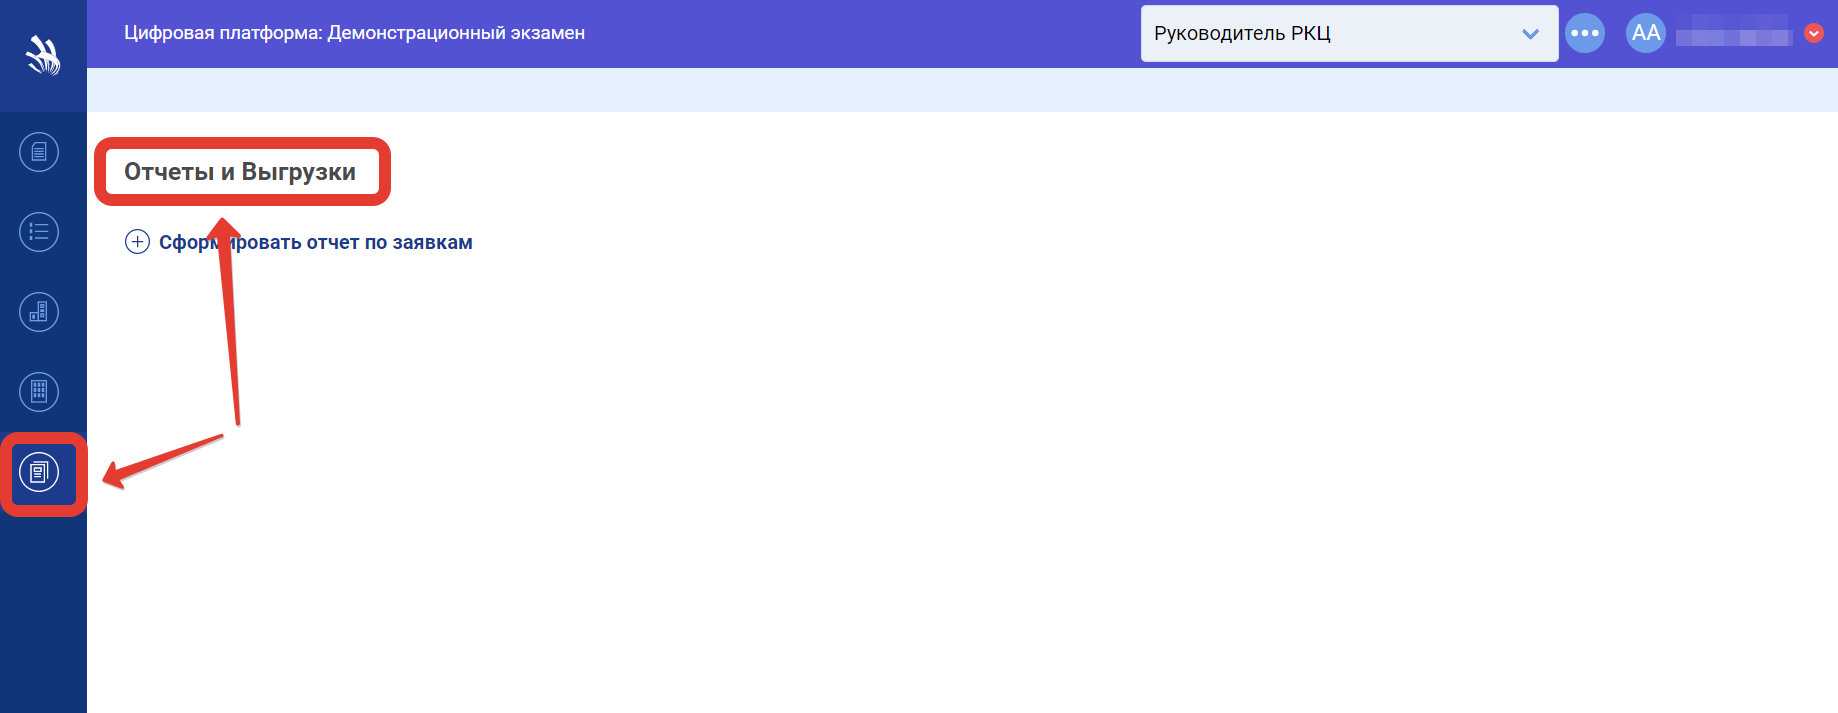 Цифровая платформа: Демонстрационный экзамен
Руководитель РКЦ
АА
Отчеты и Выгрузки
Сформировать отчет по заявкам